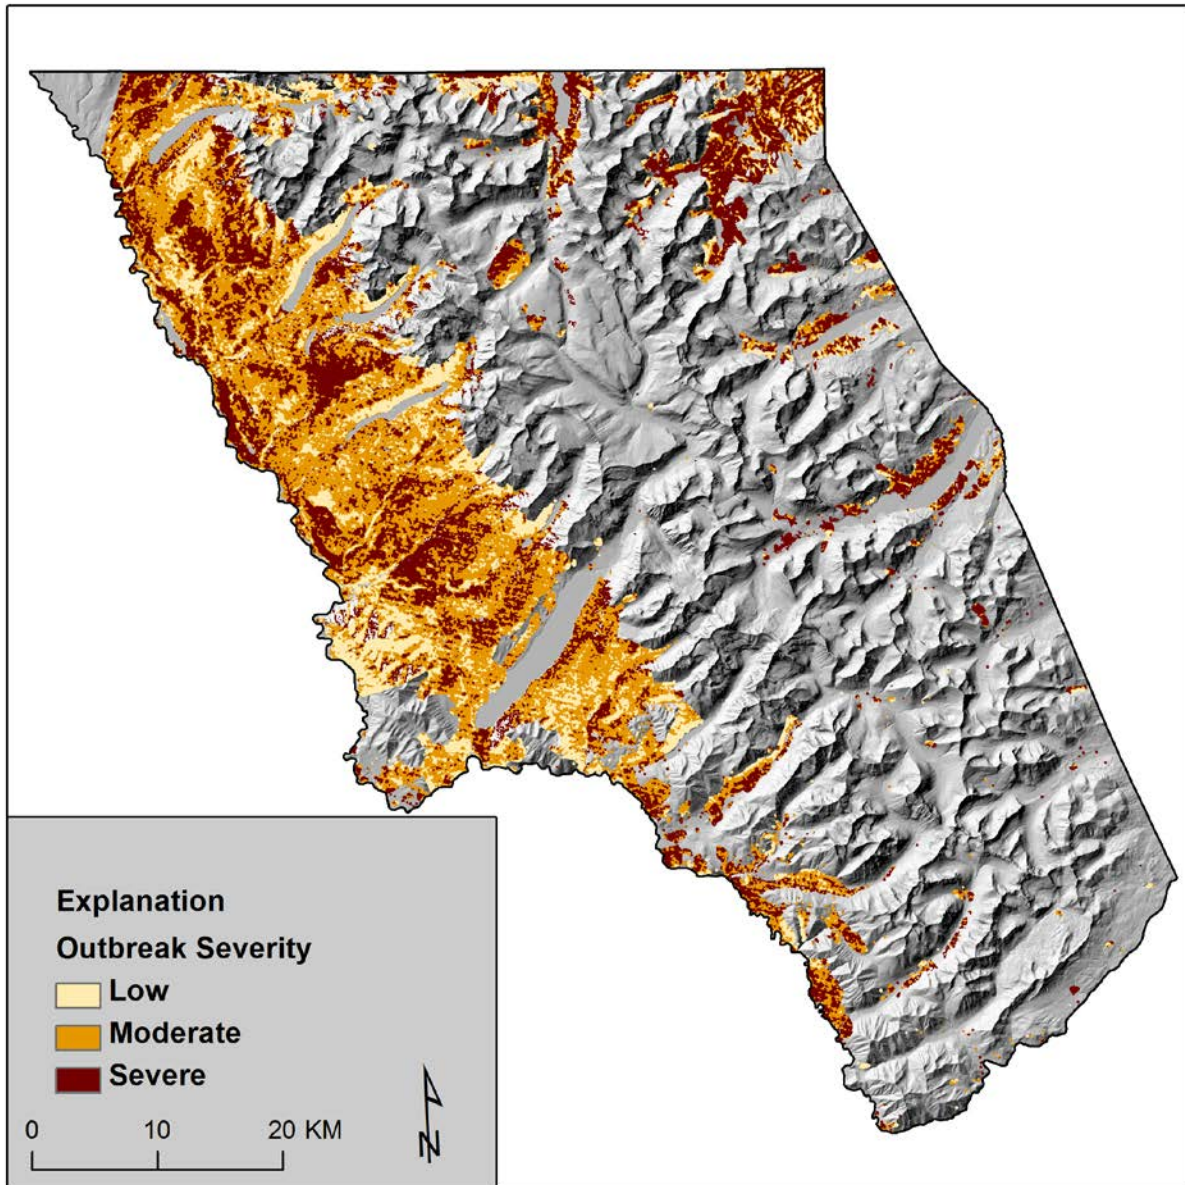 Explanation
Outbreak Severity
Low
Moderate
Severe
0 10 20 KM
N